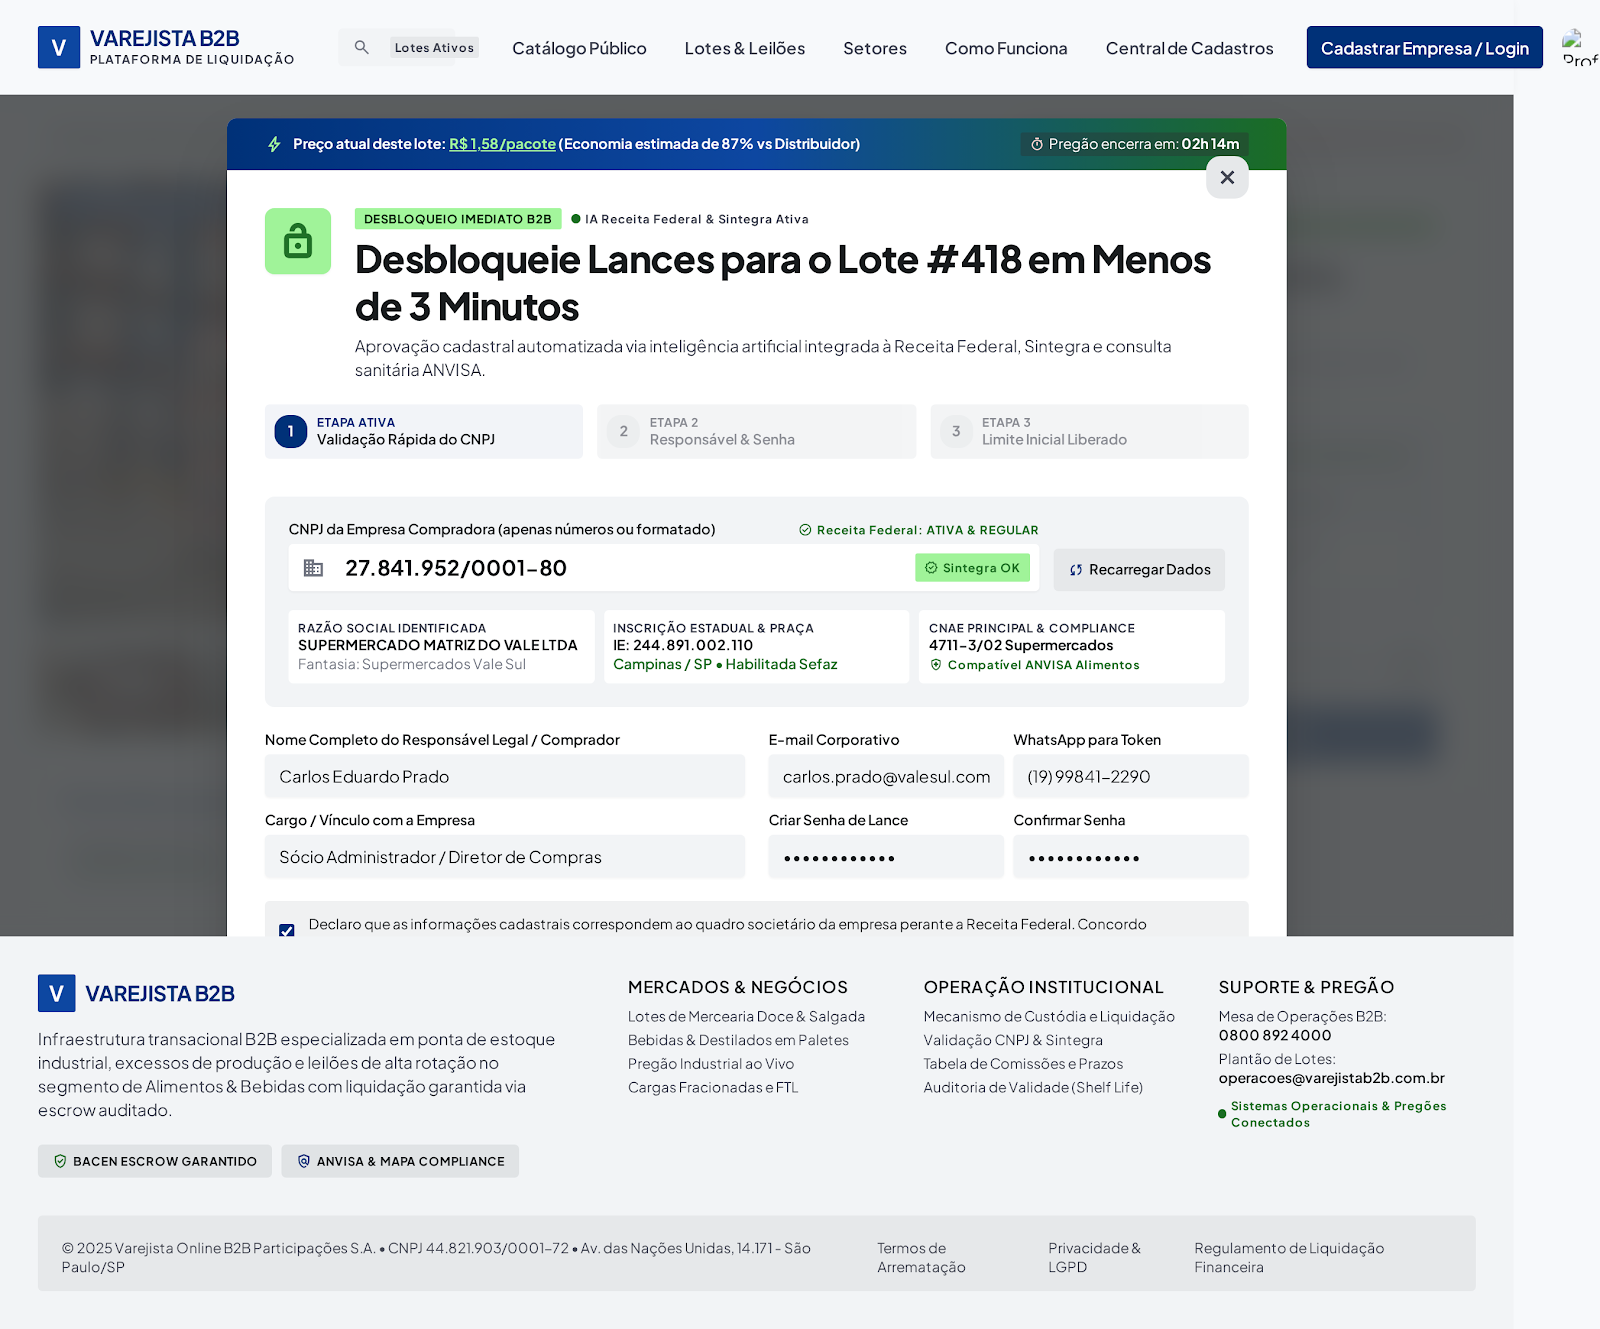 V
VAREJISTA B2B
PLATAFORMA DE LIQUIDAÇÃO
Lotes Ativos
Catálogo Público
Lotes & Leilões
Setores
Como Funciona
Central de Cadastros
Cadastrar Empresa / Login
Prof
Preço atual deste lote: R$ 1,58/pacote (Economia estimada de 87% vs Distribuidor)
Pregão encerra em: 02h 14m
DESBLOQUEIO IMEDIATO B2B
IA Receita Federal & Sintegra Ativa
Desbloqueie Lances para o Lote #418 em Menos
de 3 Minutos
Aprovação cadastral automatizada via inteligência artificial integrada à Receita Federal, Sintegra e consulta
sanitária ANVISA.
1
ETAPA ATIVA
Validação Rápida do CNPJ
2
ETAPA 2
Responsável & Senha
3
ETAPA 3
Limite Inicial Liberado
CNPJ da Empresa Compradora (apenas números ou formatado)
Receita Federal: ATIVA & REGULAR
27.841.952/0001-80
Sintegra OK
Recarregar Dados
RAZÃO SOCIAL IDENTIFICADA
SUPERMERCADO MATRIZ DO VALE LTDA
Fantasia: Supermercados Vale Sul
INSCRIÇÃO ESTADUAL & PRAÇA
IE: 244.891.002.110
Campinas / SP • Habilitada Sefaz
CNAE PRINCIPAL & COMPLIANCE
4711-3/02 Supermercados
Compatível ANVISA Alimentos
Nome Completo do Responsável Legal / Comprador
E-mail Corporativo
WhatsApp para Token
Carlos Eduardo Prado
carlos.prado@valesul.com
(19) 99841-2290
Cargo / Vínculo com a Empresa
Criar Senha de Lance
Confirmar Senha
Sócio Administrador / Diretor de Compras
••••••••••••
••••••••••••
Declaro que as informações cadastrais correspondem ao quadro societário da empresa perante a Receita Federal. Concordo
V
VAREJISTA B2B
Infraestrutura transacional B2B especializada em ponta de estoque
industrial, excessos de produção e leilões de alta rotação no
segmento de Alimentos & Bebidas com liquidação garantida via
escrow auditado.
BACEN ESCROW GARANTIDO
ANVISA & MAPA COMPLIANCE
MERCADOS & NEGÓCIOS
Lotes de Mercearia Doce & Salgada
Bebidas & Destilados em Paletes
Pregão Industrial ao Vivo
Cargas Fracionadas e FTL
OPERAÇÃO INSTITUCIONAL
Mecanismo de Custódia e Liquidação
Validação CNPJ & Sintegra
Tabela de Comissões e Prazos
Auditoria de Validade (Shelf Life)
SUPORTE & PREGÃO
Mesa de Operações B2B:
0800 892 4000
Plantão de Lotes:
operacoes@varejistab2b.com.br
Sistemas Operacionais & Pregões
Conectados
© 2025 Varejista Online B2B Participações S.A. • CNPJ 44.821.903/0001-72 • Av. das Nações Unidas, 14.171 - São
Paulo/SP
Termos de
Arrematação
Privacidade &
LGPD
Regulamento de Liquidação
Financeira